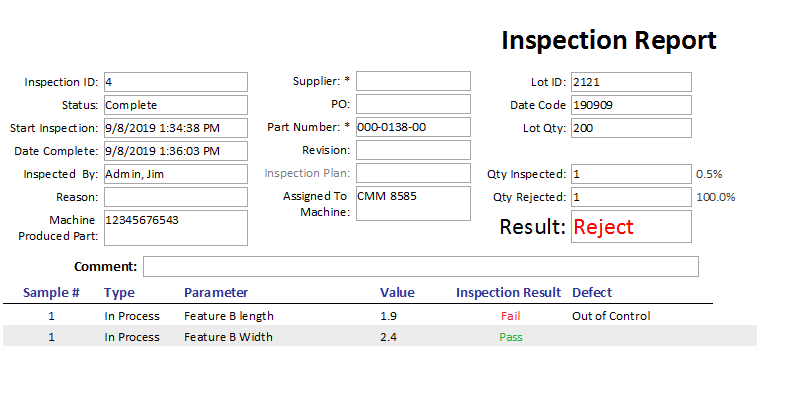 Inspection Report
Inspection ID: 4 Supplier: * Lot ID: 2121
Status: Complete PO: Date Code 190909
Start Inspection: 9/8/2019 1:34:38 PM Part Number: * 000-0138-00 Lot Qty: 200
Date Complete: 9/8/2019 1:36:03 PM Revision:
Inspected By: Admin, Jim Inspection Plan: Qty Inspected: 1 0.5%
Reason: Assigned To Machine: CMM 8585 Qty Rejected: 1 100.0%
Machine Produced Part: 12345676543 Result: Reject
Comment:
Sample # Type Parameter Value Inspection Result Defect
1 In Process Feature B length 1.9 Fail Out of Control
1 In Process Feature B Width 2.4 Pass